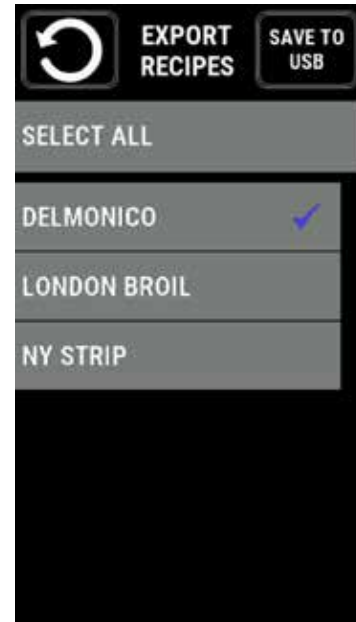 EXPORT
RECIPES
SAVE TO
USB
SELECT ALL
DELMONICO
LONDON BROIL
NY STRIP